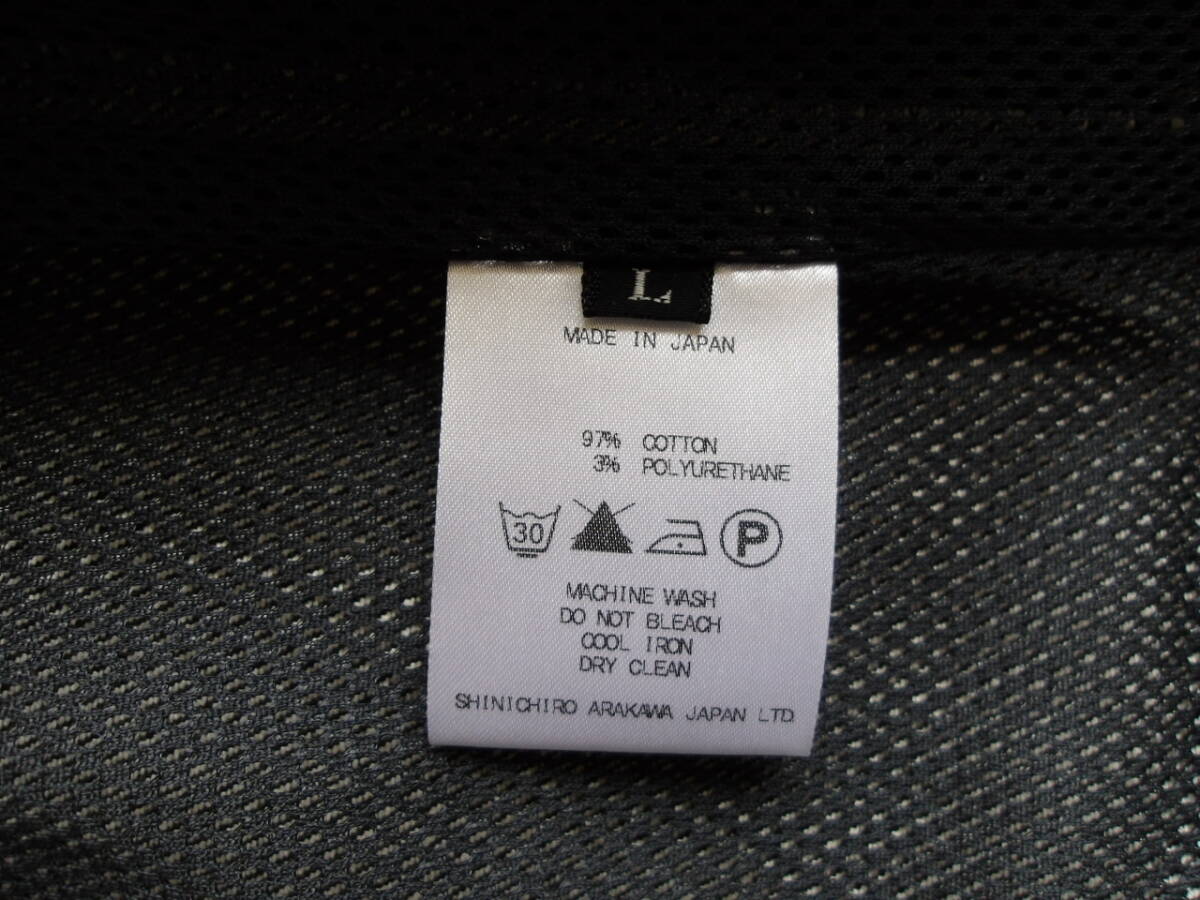 L
MADE IN JAPAN
97% COTTON
3% POLYURETHANE
30 P
MACHINE WASH
DO NOT BLEACH
COOL IRON
DRY CLEAN
SHINICHIRO ARAKAWA JAPAN LTD.